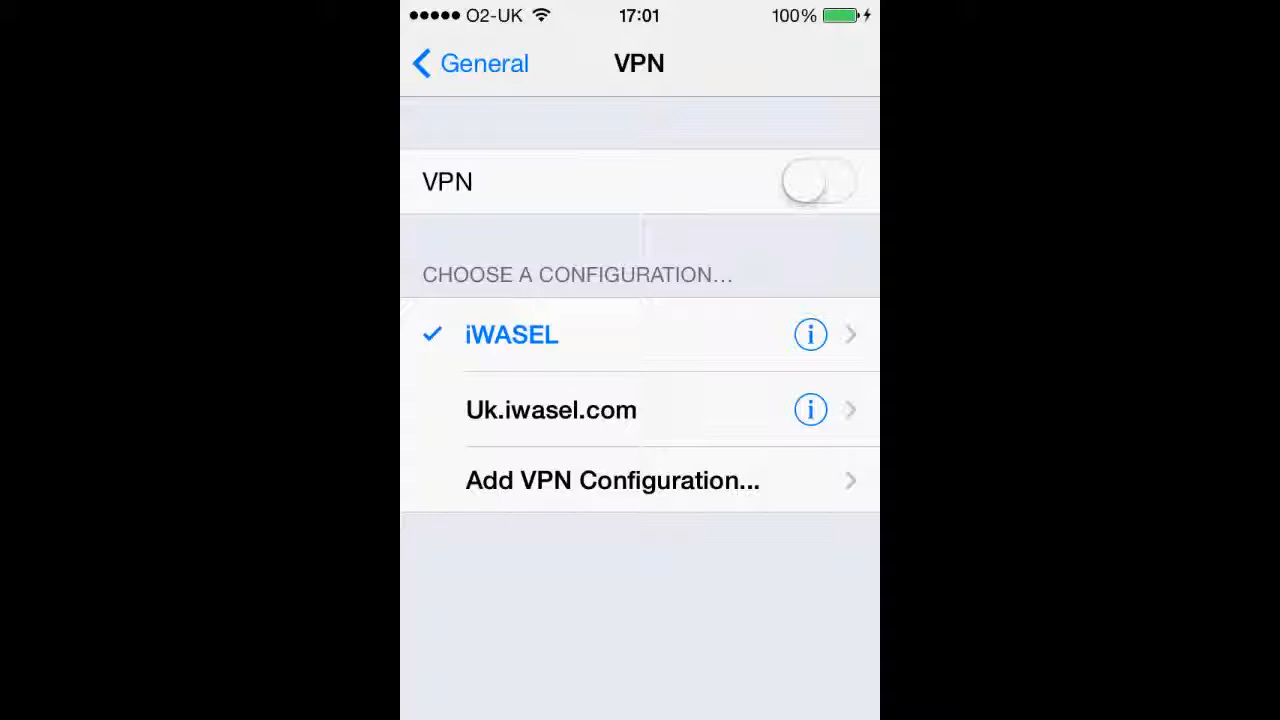 O2-UK 17:01 100%
General VPN
VPN
CHOOSE A CONFIGURATION...
iWASEL
Uk.iwasel.com
Add VPN Configuration...